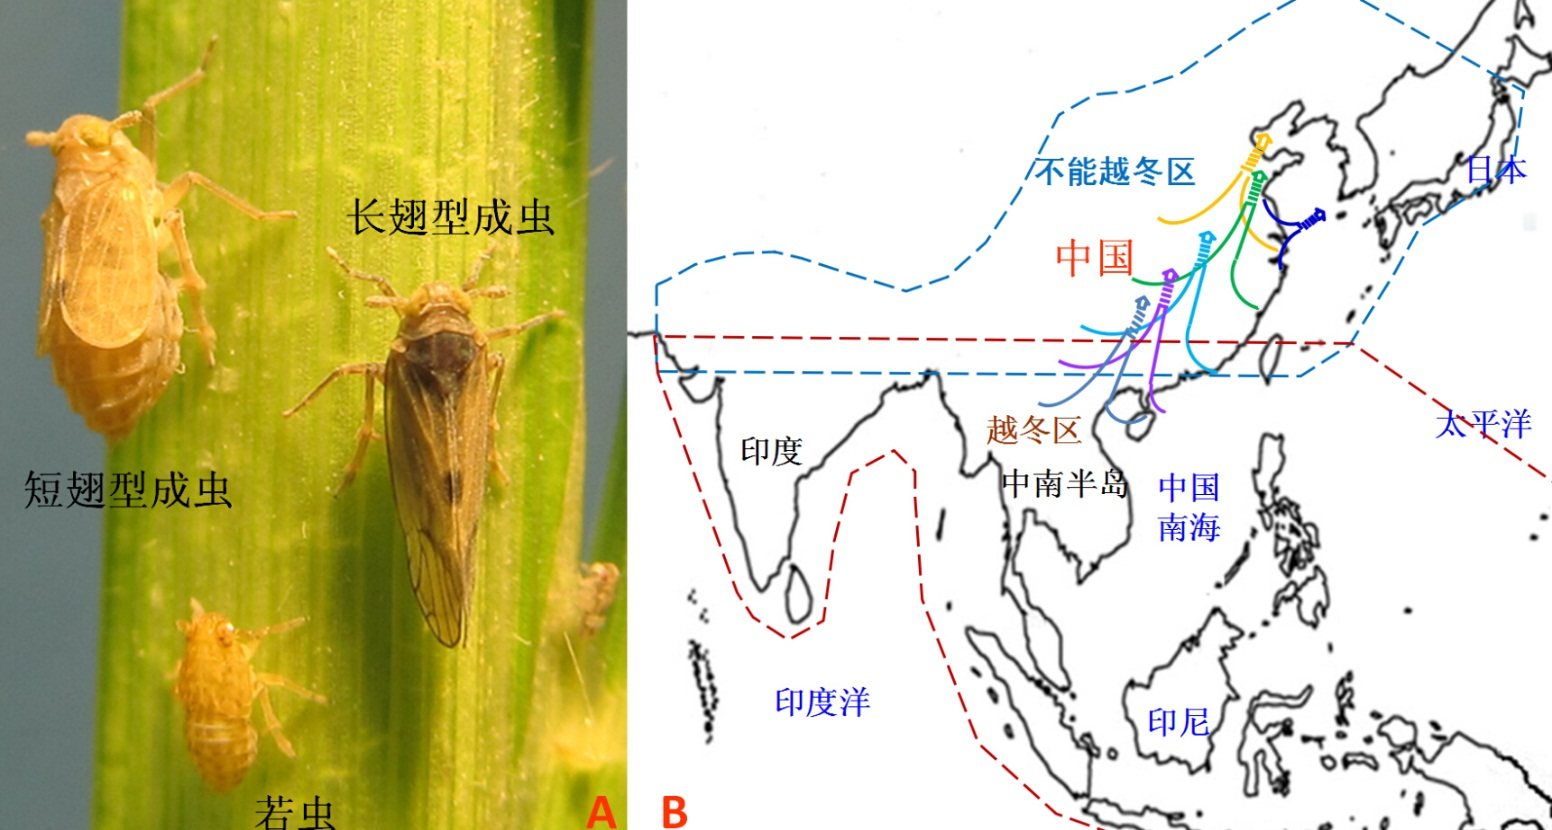 长翅型成虫
短翅型成虫
若虫
A
不能越冬区
日本
中国
越冬区
太平洋
印度
中南半岛
中国
南海
印度洋
印尼
B